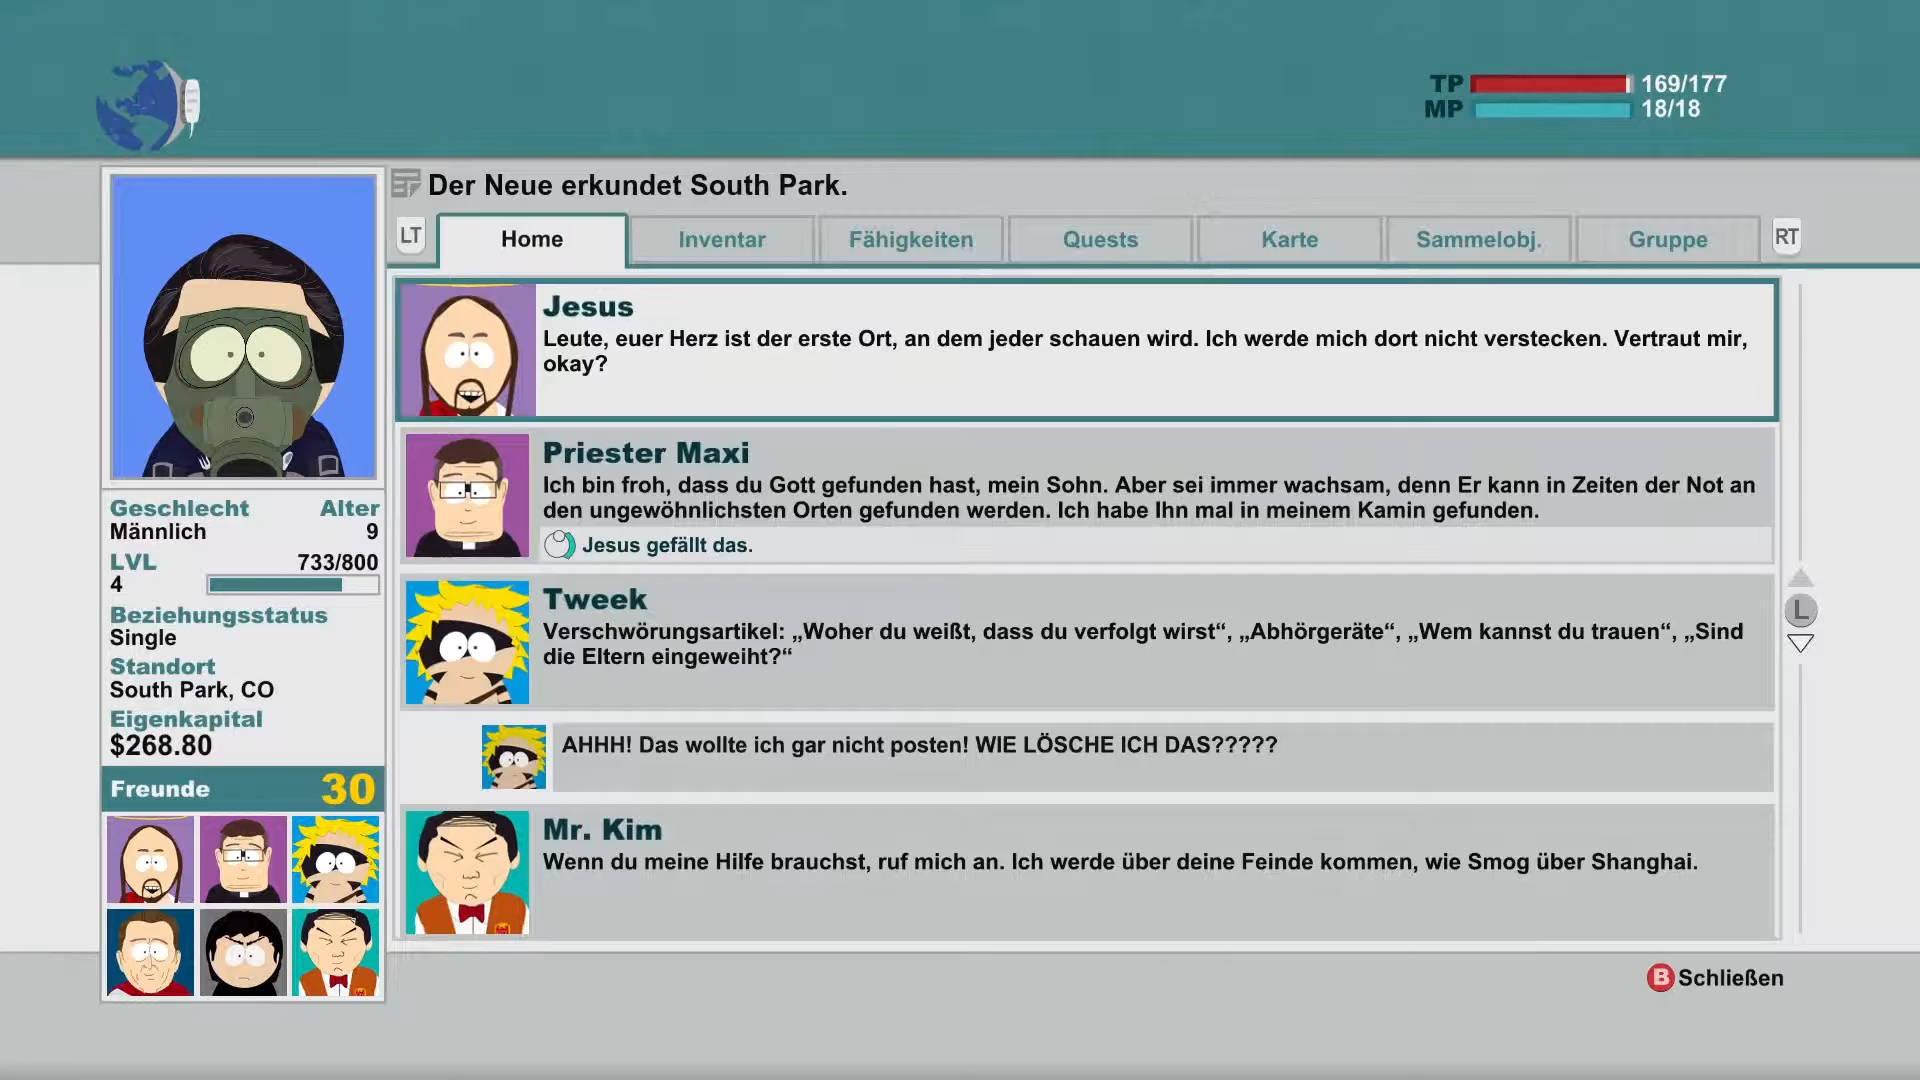 TP 169/177
MP 18/18
Der Neue erkundet South Park.
LT Home Inventar Fähigkeiten Quests Karte Sammelobj. Gruppe RT
Jesus
Leute, euer Herz ist der erste Ort, an dem jeder schauen wird. Ich werde mich dort nicht verstecken. Vertraut mir,
okay?
Priester Maxi
Ich bin froh, dass du Gott gefunden hast, mein Sohn. Aber sei immer wachsam, denn Er kann in Zeiten der Not an
den ungewöhnlichsten Orten gefunden werden. Ich habe Ihn mal in meinem Kamin gefunden.
Jesus gefällt das.
Tweek
Verschwörungsartikel: „Woher du weißt, dass du verfolgt wirst“, „Abhörgeräte“, „Wem kannst du trauen“, „Sind
die Eltern eingeweiht?“
AHHH! Das wollte ich gar nicht posten! WIE LÖSCHE ICH DAS?????
Mr. Kim
Wenn du meine Hilfe brauchst, ruf mich an. Ich werde über deine Feinde kommen, wie Smog über Shanghai.
Geschlecht Alter
Männlich 9
LVL 733/800
4
Beziehungsstatus
Single
Standort
South Park, CO
Eigenkapital
$268.80
Freunde 30
L
B Schließen